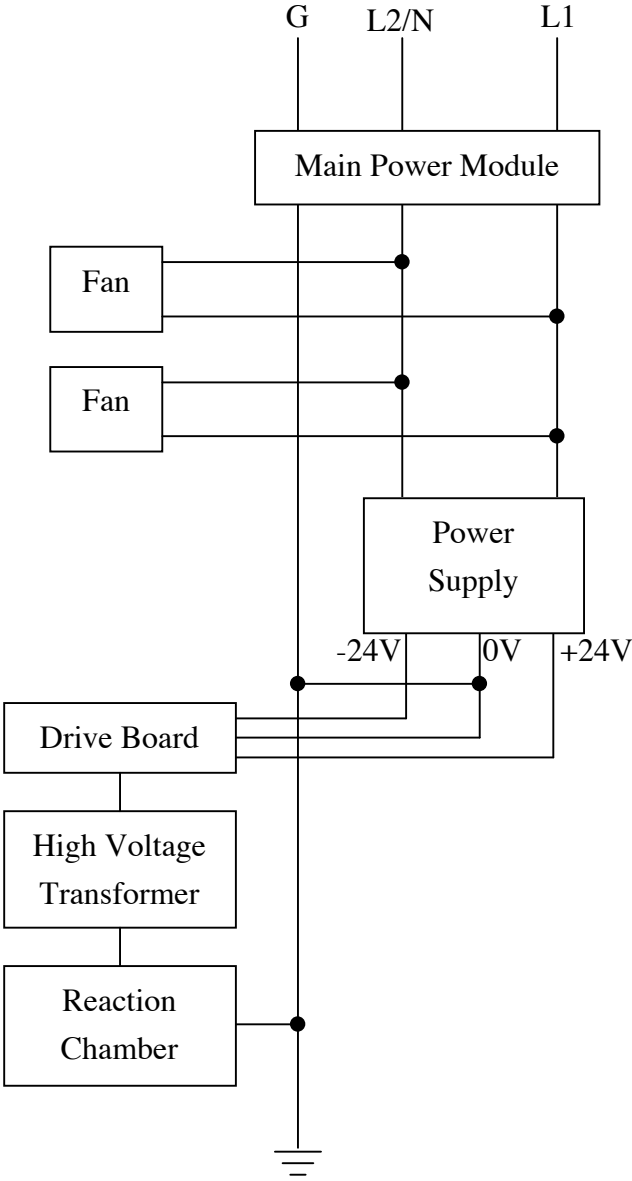 G
L2/N
L1
Main Power Module
Fan
Fan
Power
Supply
-24V
0V
+24V
Drive Board
High Voltage
Transformer
Reaction
Chamber